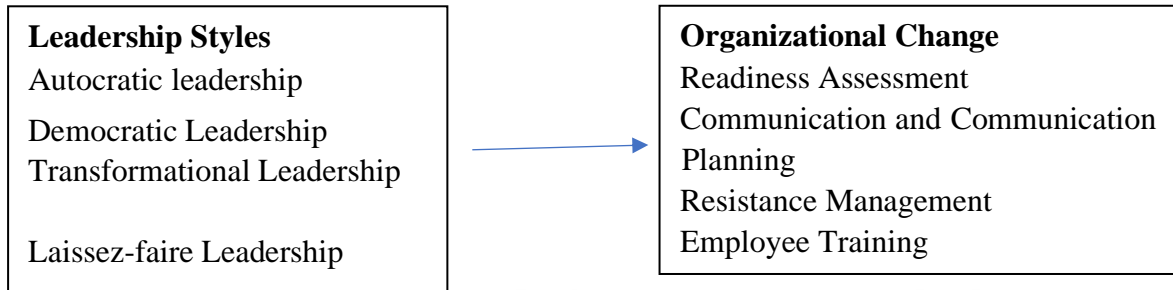 Leadership Styles
Autocratic leadership
Democratic Leadership
Transformational Leadership
Laissez-faire Leadership
Organizational Change
Readiness Assessment
Communication and Communication
Planning
Resistance Management
Employee Training